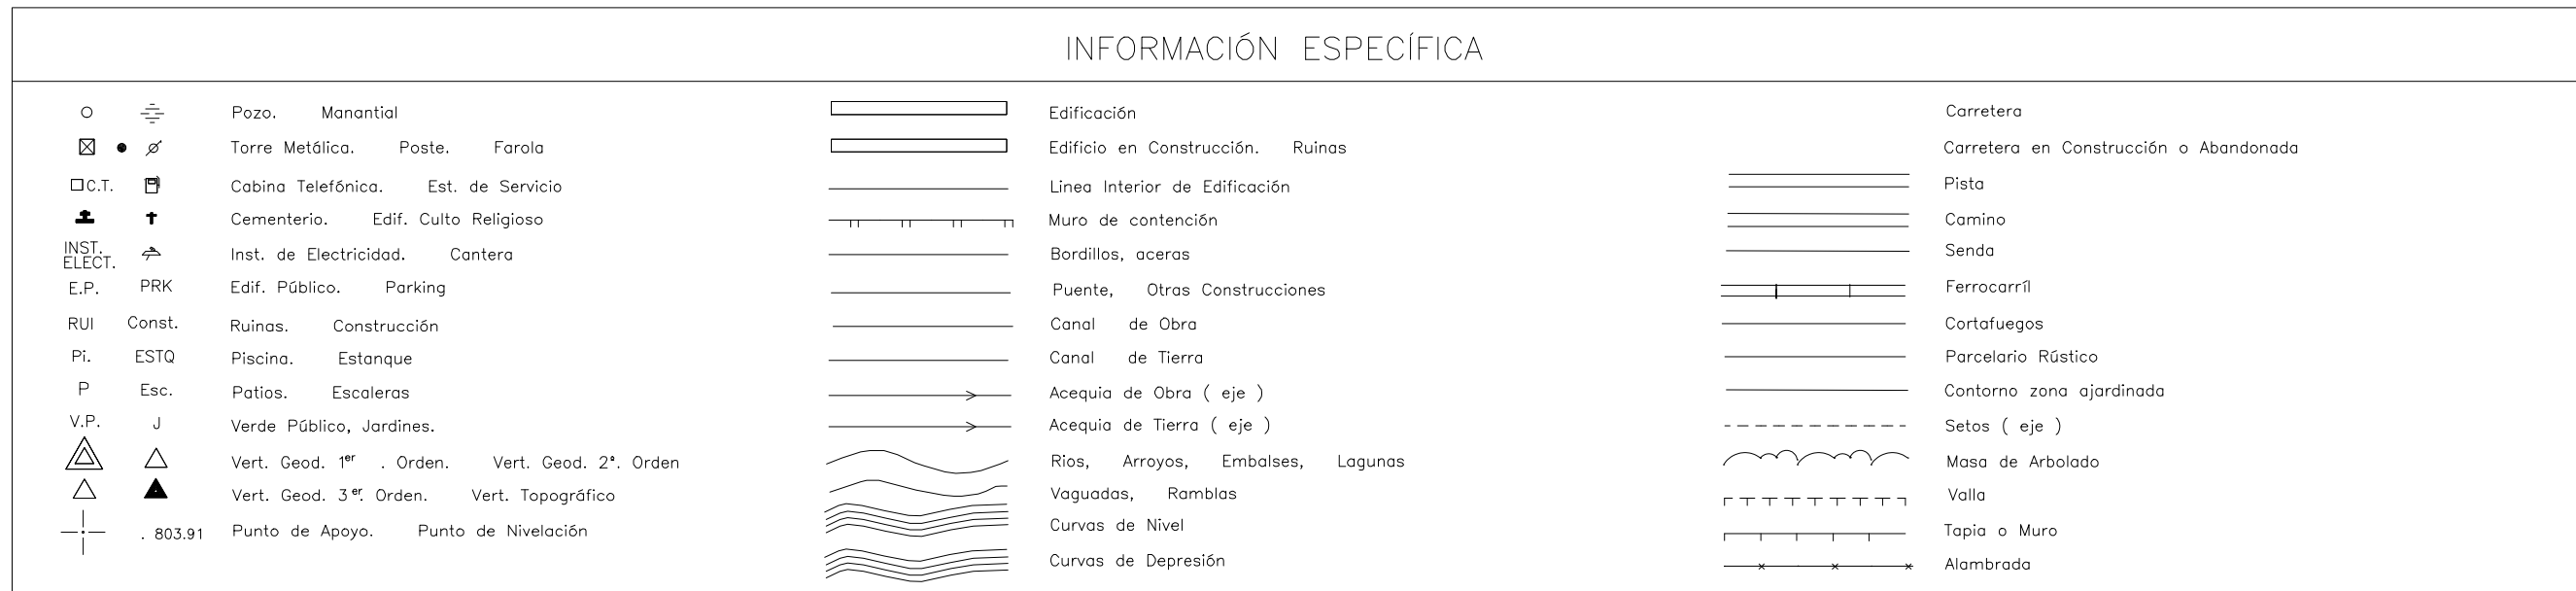 INFORMACIÓN ESPECÍFICA
Pozo. Manantial
Torre Metálica. Poste. Farola
C.T. Cabina Telefónica. Est. de Servicio
Cementerio. Edif. Culto Religioso
INST.
ELECT. Inst. de Electricidad. Cantera
E.P. PRK Edif. Público. Parking
RUI Const. Ruinas. Construcción
Pi. ESTQ Piscina. Estanque
P Esc. Patios. Escaleras
V.P. J Verde Público, Jardines.
Vert. Geod. 1er . Orden. Vert. Geod. 2ª. Orden
Vert. Geod. 3er. Orden. Vert. Topográfico
. 803.91 Punto de Apoyo. Punto de Nivelación
Edificación
Edificio en Construcción. Ruinas
Linea Interior de Edificación
Muro de contención
Bordillos, aceras
Puente, Otras Construcciones
Canal de Obra
Canal de Tierra
Acequia de Obra ( eje )
Acequia de Tierra ( eje )
Rios, Arroyos, Embalses, Lagunas
Vaguadas, Ramblas
Curvas de Nivel
Curvas de Depresión
Carretera
Carretera en Construcción o Abandonada
Pista
Camino
Senda
Ferrocarríl
Cortafuegos
Parcelario Rústico
Contorno zona ajardinada
Setos ( eje )
Masa de Arbolado
Valla
Tapia o Muro
Alambrada